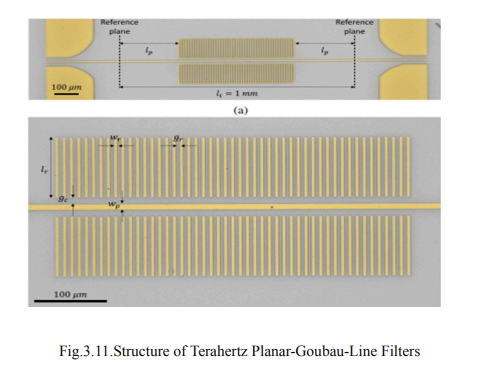 Reference plane
Reference plane
lₚ
lₚ
100 μm
lₜ = 1 mm
(a)
wᵣ
gᵣ
lᵣ
g꜀
wₚ
100 μm
Fig.3.11.Structure of Terahertz Planar-Goubau-Line Filters